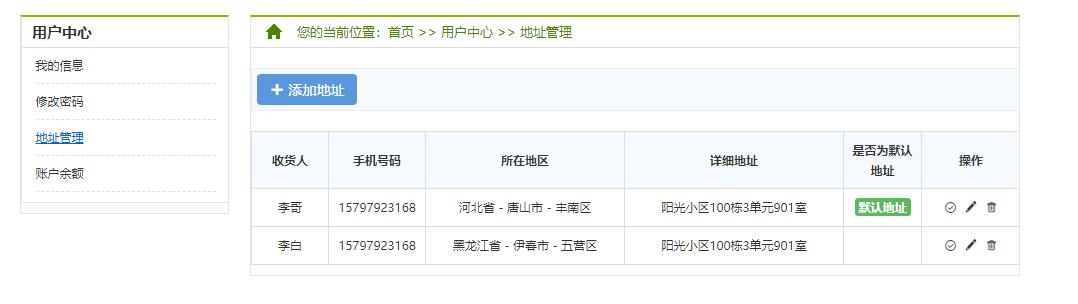 用户中心
我的信息
修改密码
地址管理
账户余额
您的当前位置：首页 >> 用户中心 >> 地址管理
添加地址
收货人 手机号码 所在地区 详细地址 是否为默认地址 操作
李哥 15797923168 河北省 - 唐山市 - 丰南区 阳光小区100栋3单元901室 默认地址
李白 15797923168 黑龙江省 - 伊春市 - 五营区 阳光小区100栋3单元901室